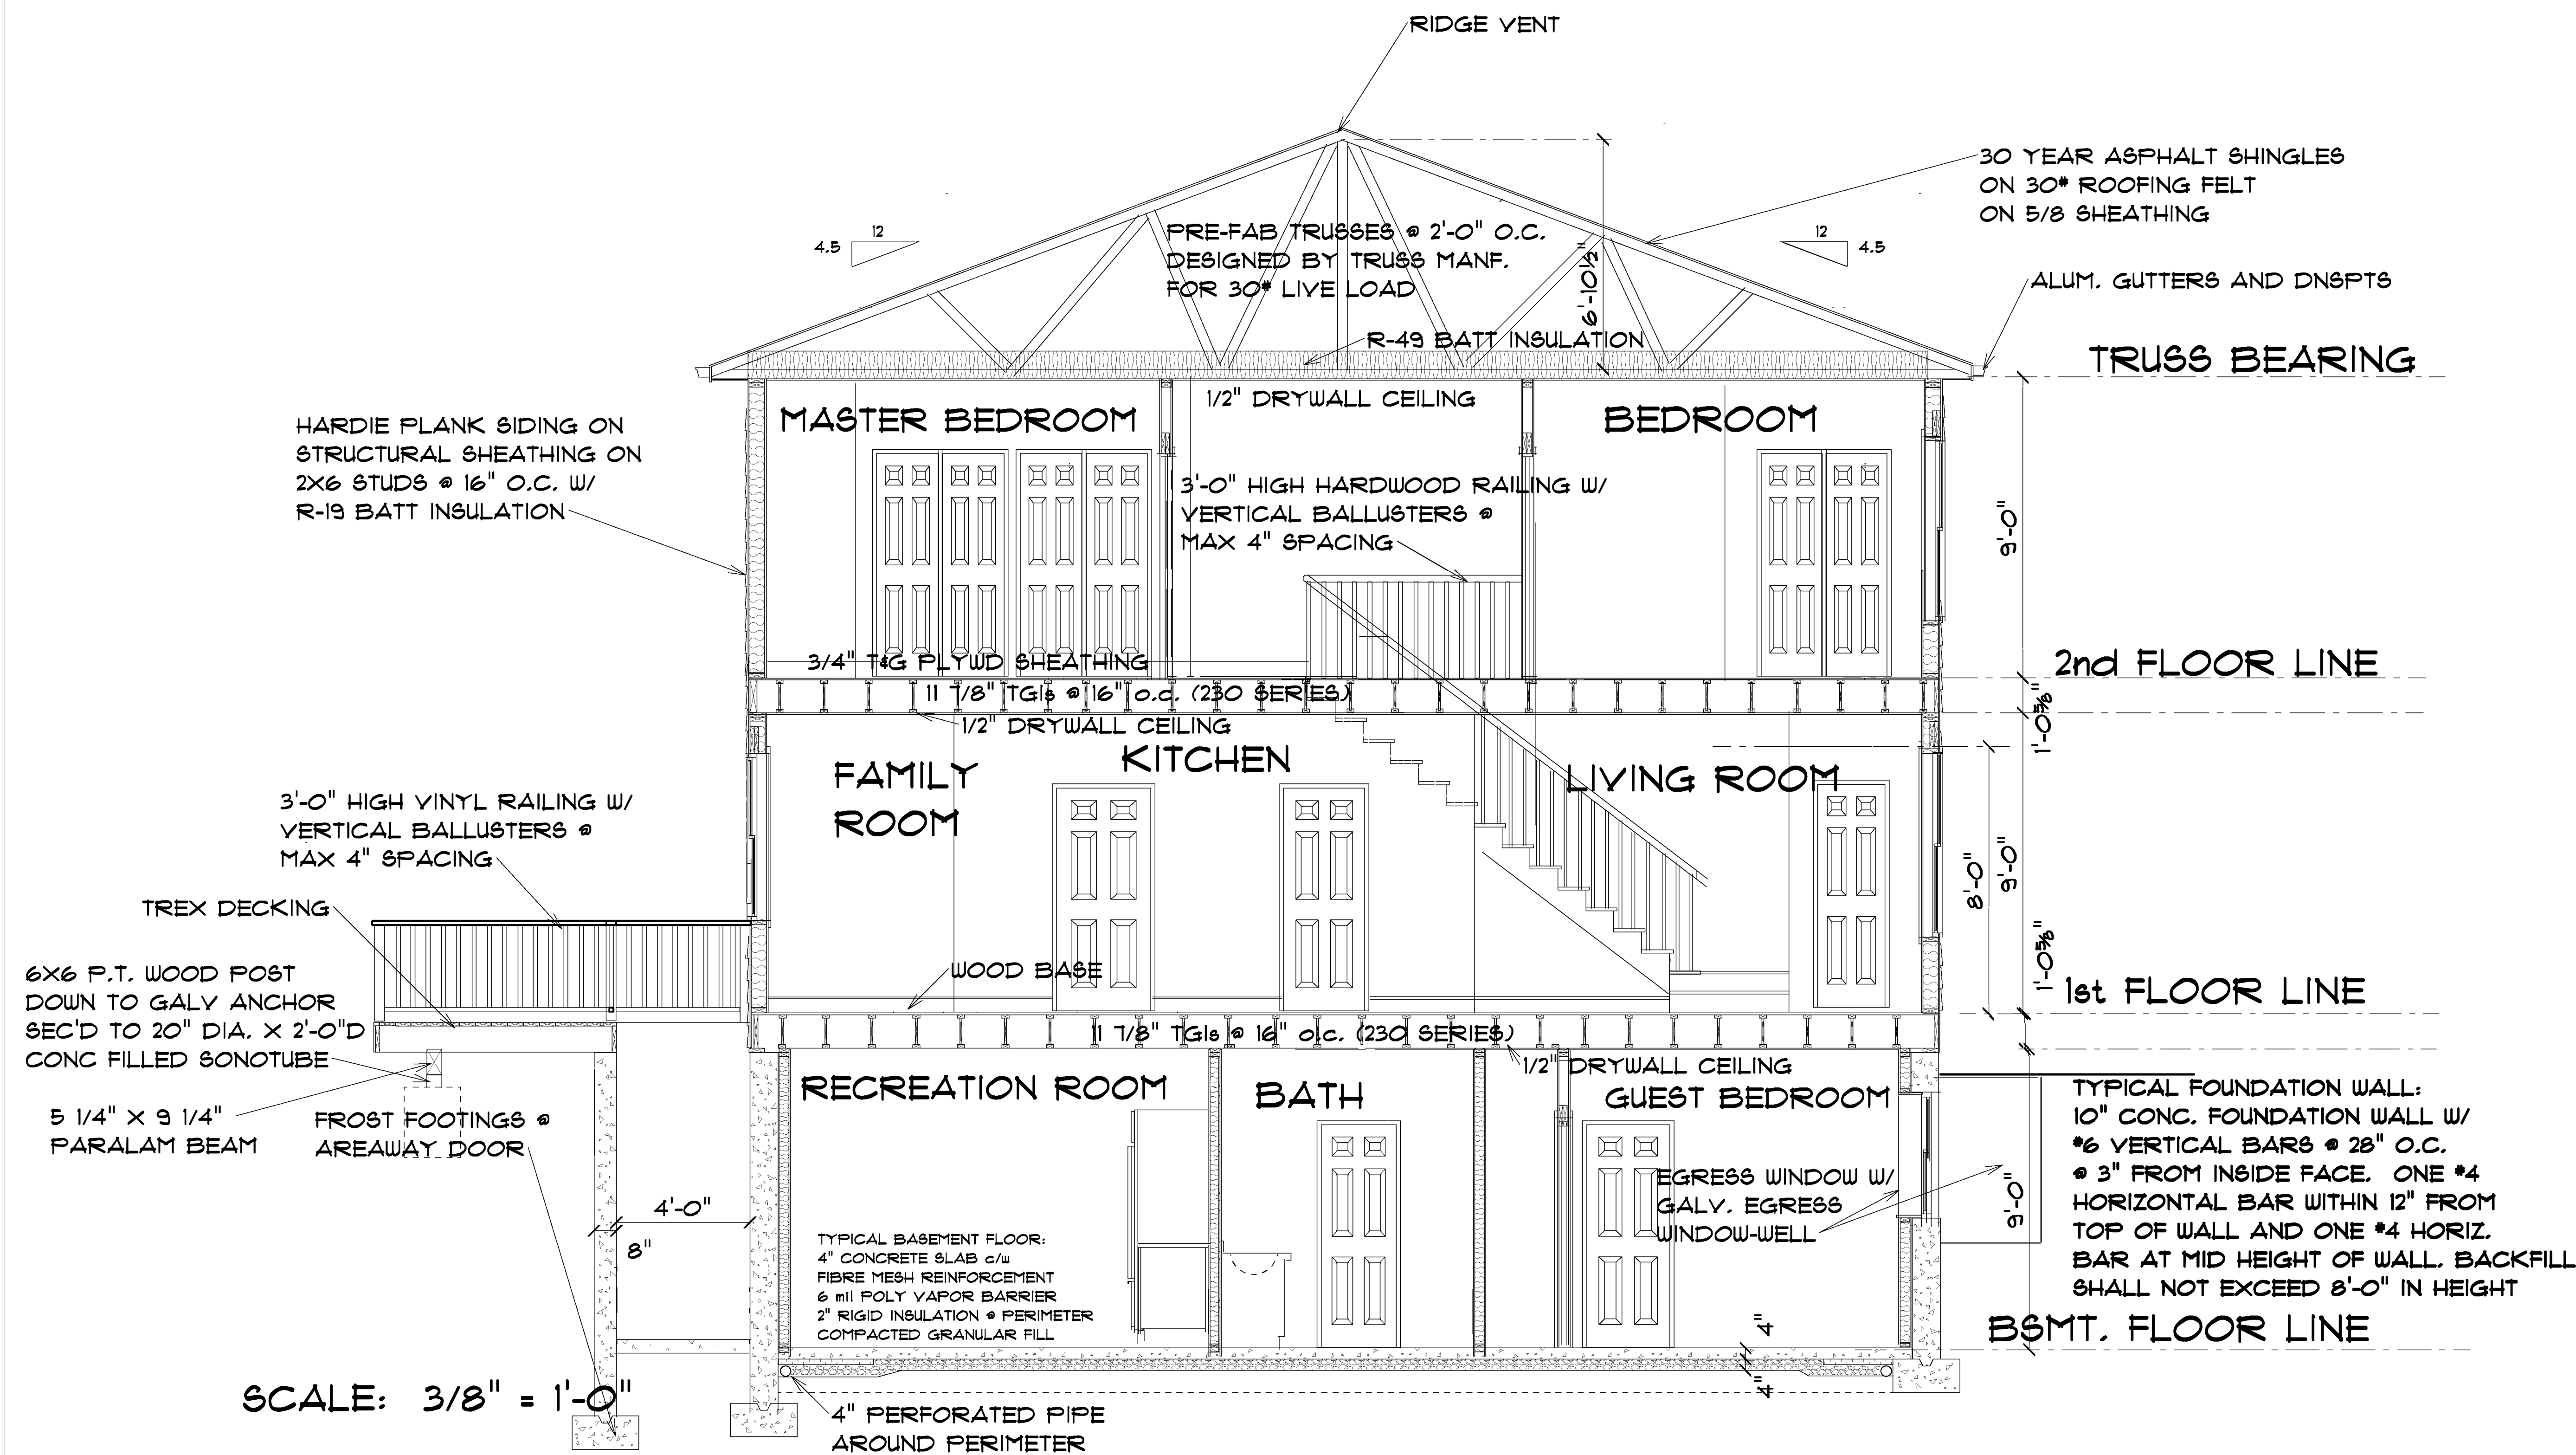 RIDGE VENT
30 YEAR ASPHALT SHINGLES
ON 30# ROOFING FELT
ON 5/8 SHEATHING
12
4.5
PRE-FAB TRUSSES @ 2'-0" O.C.
DESIGNED BY TRUSS MANF.
FOR 30# LIVE LOAD
6'-10½"
12
4.5
ALUM. GUTTERS AND DNSPTS
R-49 BATT INSULATION
TRUSS BEARING
1/2" DRYWALL CEILING
MASTER BEDROOM
BEDROOM
HARDIE PLANK SIDING ON
STRUCTURAL SHEATHING ON
2X6 STUDS @ 16" O.C. W/
R-19 BATT INSULATION
3'-0" HIGH HARDWOOD RAILING W/
VERTICAL BALLUSTERS @
MAX 4" SPACING
9'-0"
3/4" T&G PLYWD SHEATHING
2nd FLOOR LINE
11 7/8" TGIs @ 16" o.c. (230 SERIES)
1'-0⅝"
1/2" DRYWALL CEILING
FAMILY
ROOM
KITCHEN
LIVING ROOM
3'-0" HIGH VINYL RAILING W/
VERTICAL BALLUSTERS @
MAX 4" SPACING
8'-0"
9'-0"
TREX DECKING
1'-0⅝"
6X6 P.T. WOOD POST
DOWN TO GALV ANCHOR
SEC'D TO 20" DIA. X 2'-0"D
CONC FILLED SONOTUBE
WOOD BASE
1st FLOOR LINE
11 7/8" TGIs @ 16" o.c. (230 SERIES)
1/2" DRYWALL CEILING
5 1/4" X 9 1/4"
PARALAM BEAM
FROST FOOTINGS @
AREAWAY DOOR
RECREATION ROOM
BATH
GUEST BEDROOM
TYPICAL FOUNDATION WALL:
10" CONC. FOUNDATION WALL W/
#6 VERTICAL BARS @ 28" O.C.
@ 3" FROM INSIDE FACE. ONE #4
HORIZONTAL BAR WITHIN 12" FROM
TOP OF WALL AND ONE #4 HORIZ.
BAR AT MID HEIGHT OF WALL. BACKFILL
SHALL NOT EXCEED 8'-0" IN HEIGHT
EGRESS WINDOW W/
GALV. EGRESS
WINDOW-WELL
9'-0"
4'-0"
8"
TYPICAL BASEMENT FLOOR:
4" CONCRETE SLAB c/w
FIBRE MESH REINFORCEMENT
6 mil POLY VAPOR BARRIER
2" RIGID INSULATION @ PERIMETER
COMPACTED GRANULAR FILL
4"
BSMT. FLOOR LINE
4"
SCALE: 3/8" = 1'-0"
4" PERFORATED PIPE
AROUND PERIMETER